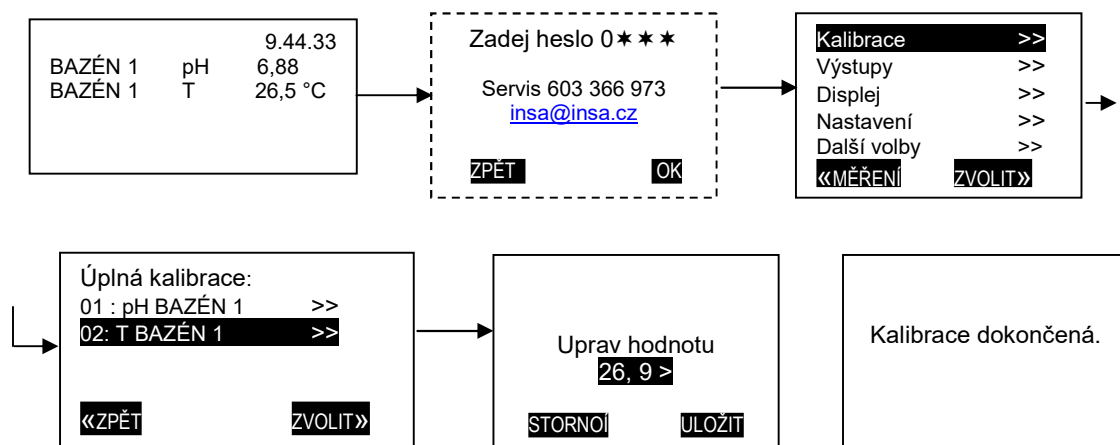 9.44.33
BAZÉN 1 pH 6,88
BAZÉN 1 T 26,5 °C
Zadej heslo 0✶✶✶
Servis 603 366 973
insa@insa.cz
ZPĚT OK
Kalibrace >>
Výstupy >>
Displej >>
Nastavení >>
Další volby >>
«MĚŘENÍ ZVOLIT»
Úplná kalibrace:
01 : pH BAZÉN 1 >>
02: T BAZÉN 1 >>
«ZPĚT ZVOLIT»
Uprav hodnotu
26, 9 >
STORNOÍ ULOŽIT
Kalibrace dokončená.